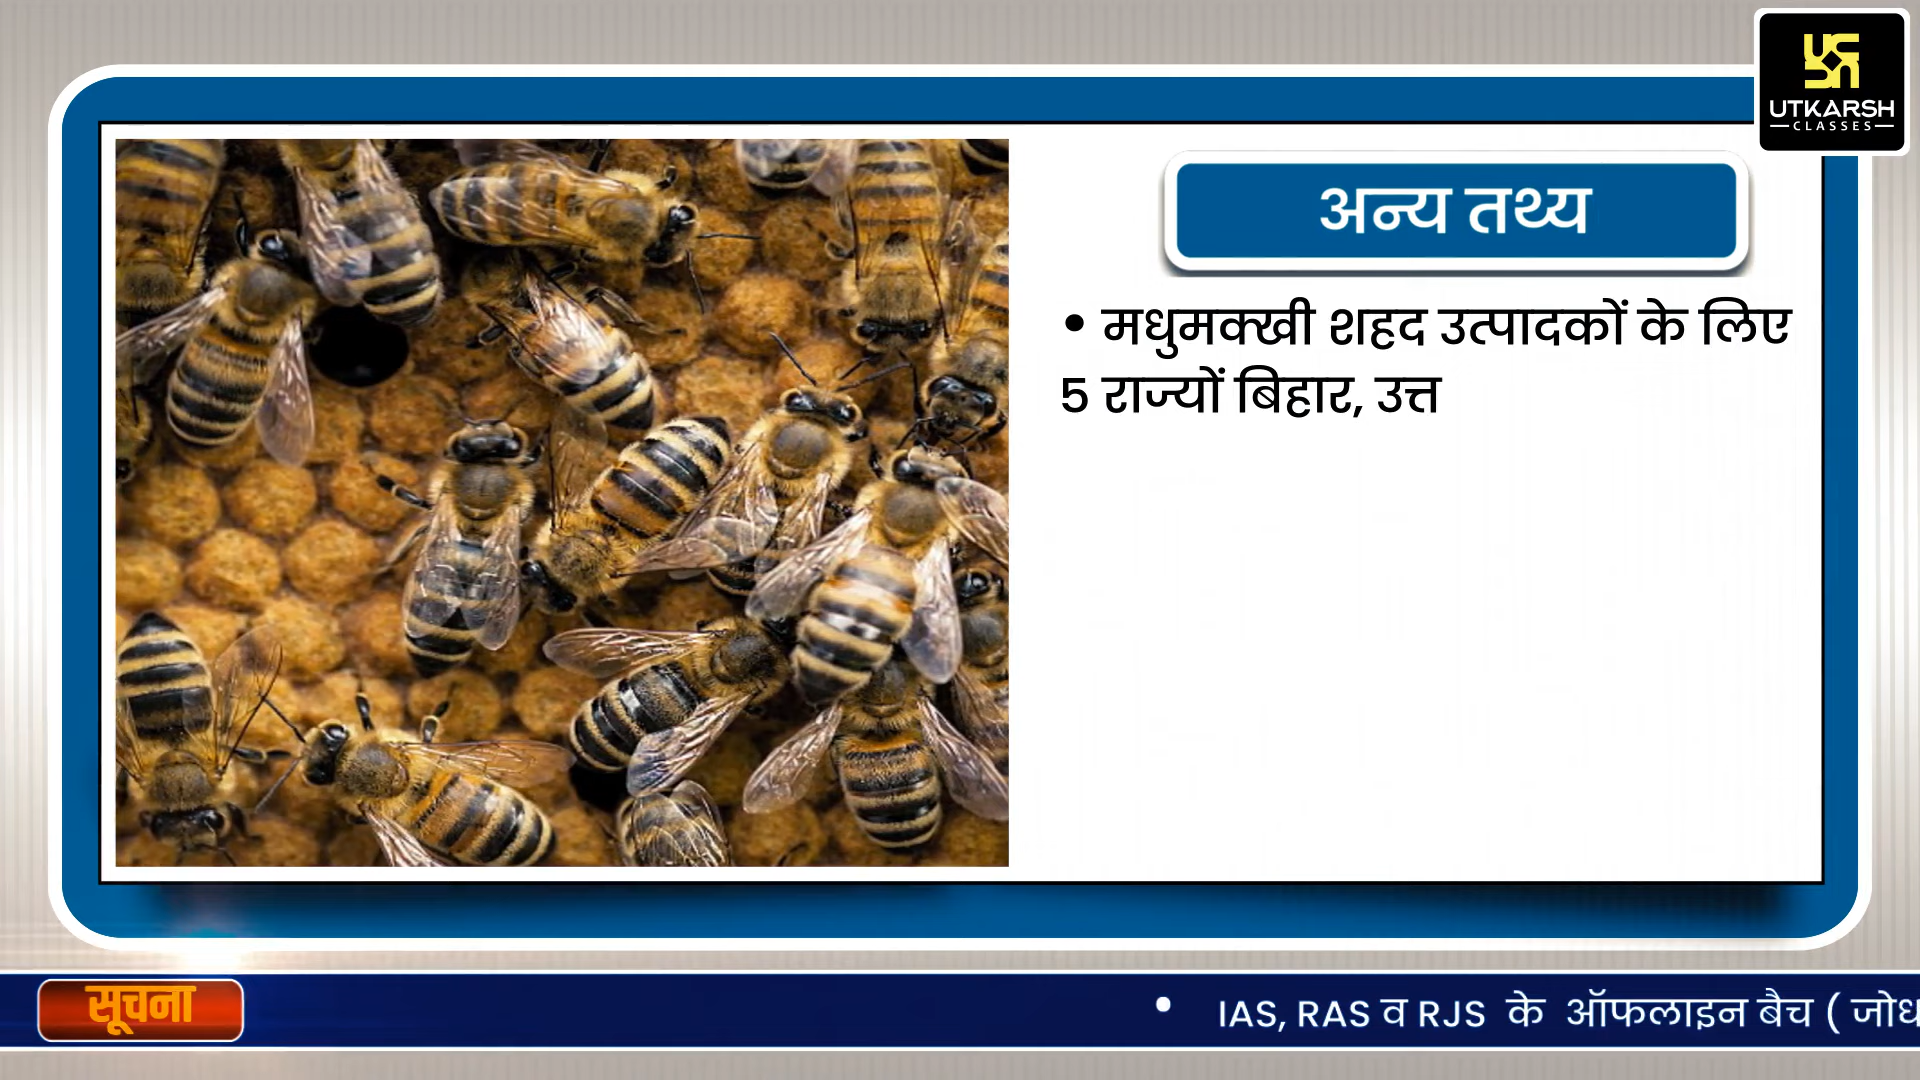 UTKARSH
CLASSES
अन्य तथ्य
• मधुमक्खी शहद उत्पादकों के लिए
5 राज्यों बिहार, उत्त
सूचना
• IAS, RAS व RJS के ऑफलाइन बैच ( जोध